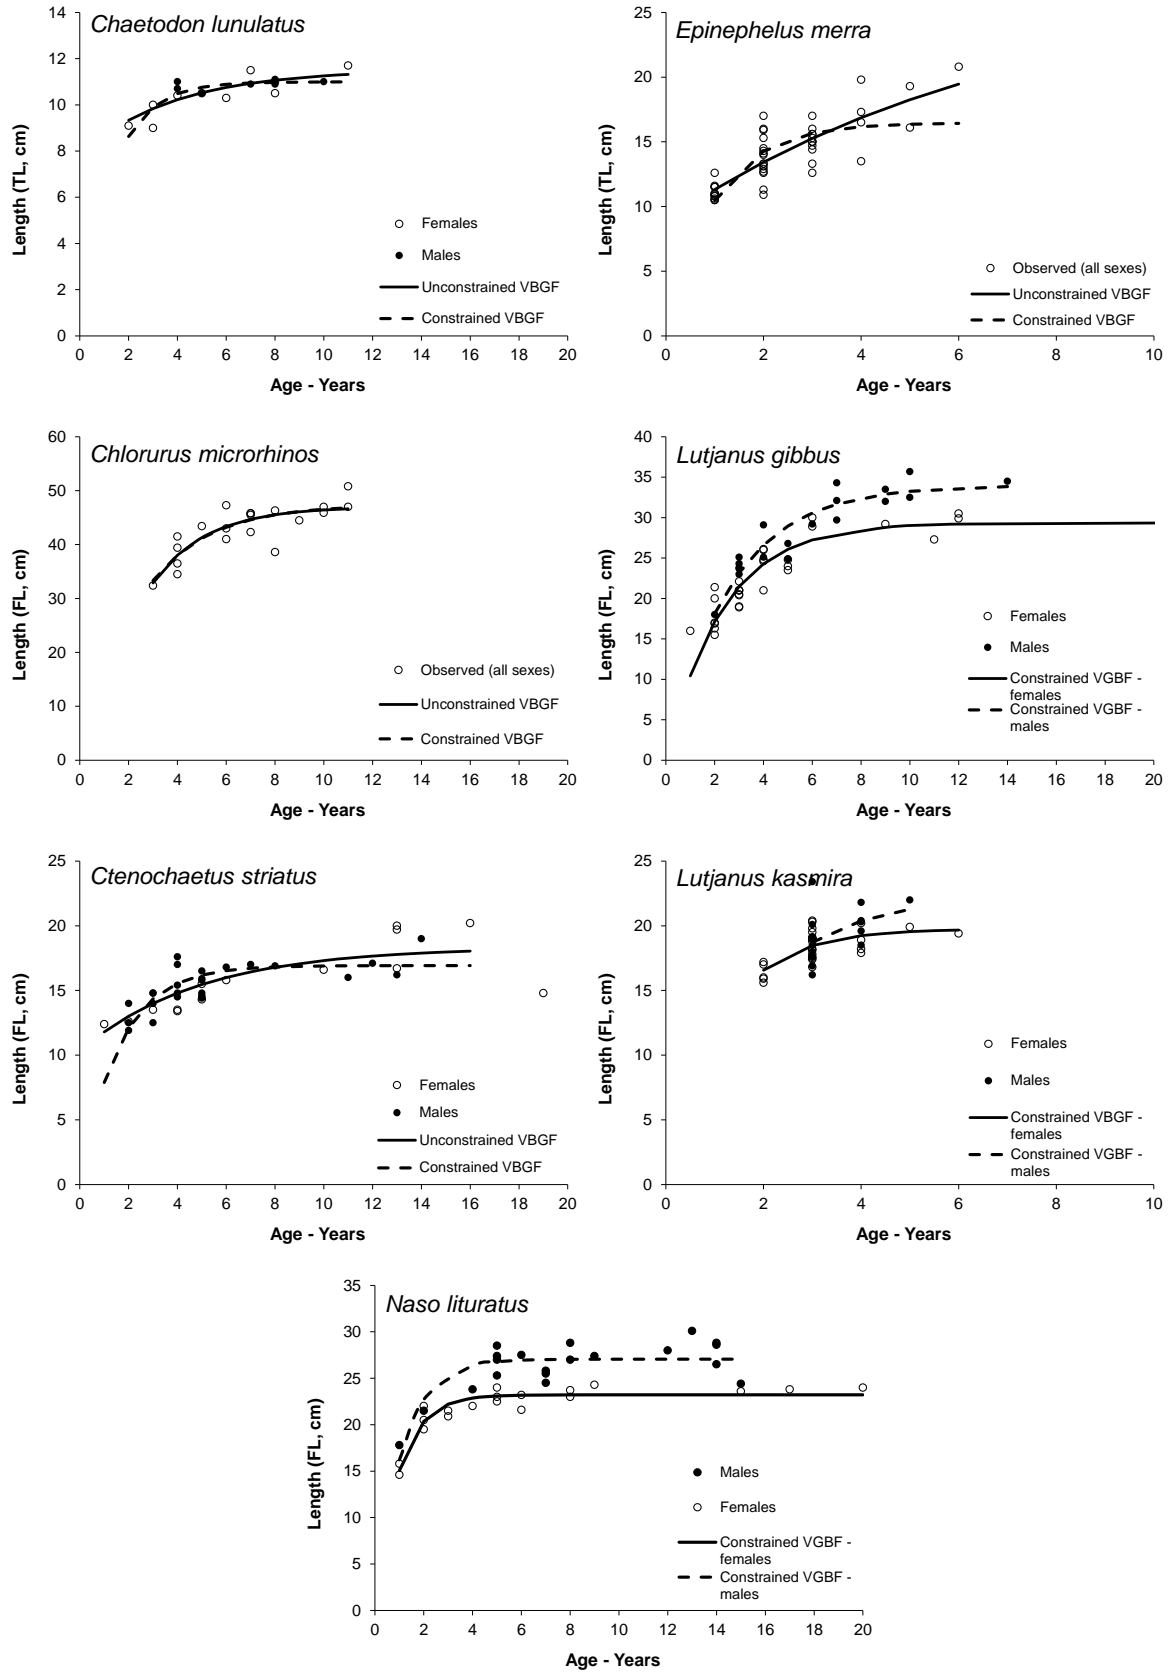 Chaetodon lunulatus
14
12
10
8
6
4
2
0
Length (TL, cm)
Females
Males
Unconstrained VBGF
Constrained VBGF
0 2 4 6 8 10 12 14 16 18 20
Age - Years
Epinephelus merra
25
20
15
10
5
0
Length (TL, cm)
Observed (all sexes)
Unconstrained VBGF
Constrained VBGF
0 2 4 6 8 10
Age - Years
Chlorurus microrhinos
60
50
40
30
20
10
0
Length (FL, cm)
Observed (all sexes)
Unconstrained VBGF
Constrained VBGF
0 2 4 6 8 10 12 14 16 18 20
Age - Years
Lutjanus gibbus
40
35
30
25
20
15
10
5
0
Length (FL, cm)
Females
Males
Constrained VGBF -
females
Constrained VGBF -
males
0 2 4 6 8 10 12 14 16 18 20
Age - Years
Ctenochaetus striatus
25
20
15
10
5
0
Length (FL, cm)
Females
Males
Unconstrained VBGF
Constrained VBGF
0 2 4 6 8 10 12 14 16 18 20
Age - Years
Lutjanus kasmira
25
20
15
10
5
0
Length (FL, cm)
Females
Males
Constrained VGBF -
females
Constrained VGBF -
males
0 2 4 6 8 10
Age - Years
Naso lituratus
35
30
25
20
15
10
5
0
Length (FL, cm)
Males
Females
Constrained VGBF -
females
Constrained VGBF -
males
0 2 4 6 8 10 12 14 16 18 20
Age - Years